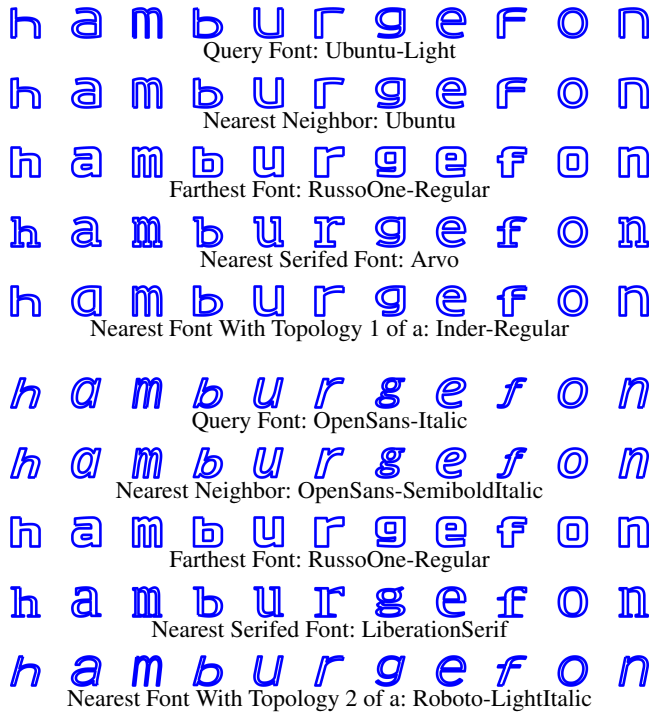 h a m b u r g e f o n
Query Font: Ubuntu-Light
h a m b u r g e f o n
Nearest Neighbor: Ubuntu
h a m b u r g e f o n
Farthest Font: RussoOne-Regular
h a m b u r g e f o n
Nearest Serifed Font: Arvo
h a m b u r g e f o n
Nearest Font With Topology 1 of a: Inder-Regular
h a m b u r g e f o n
Query Font: OpenSans-Italic
h a m b u r g e f o n
Nearest Neighbor: OpenSans-SemiboldItalic
h a m b u r g e f o n
Farthest Font: RussoOne-Regular
h a m b u r g e f o n
Nearest Serifed Font: LiberationSerif
h a m b u r g e f o n
Nearest Font With Topology 2 of a: Roboto-LightItalic